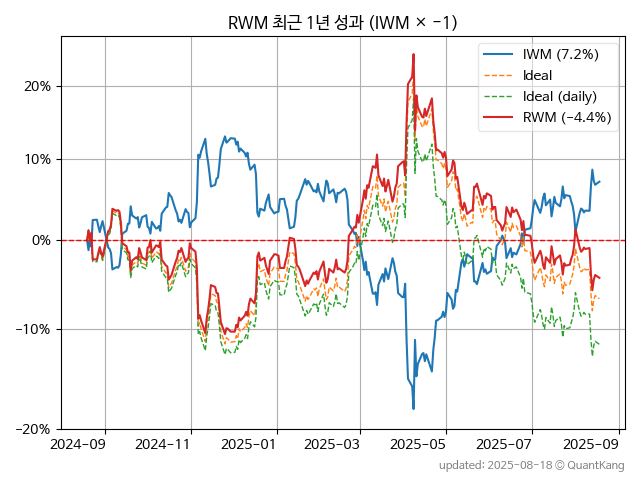 RWM 최근 1년 성과 (IWM × −1)
IWM (7.2%)
Ideal
Ideal (daily)
RWM (−4.4%)
20%
10%
0%
−10%
−20%
2024-09
2024-11
2025-01
2025-03
2025-05
2025-07
2025-09
updated: 2025-08-18 © QuantKang